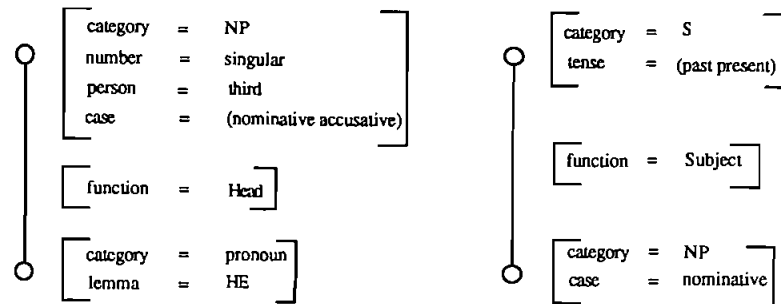 category = NP
number = singular
person = third
case = (nominative accusative)
function = Head
category = pronoun
lemma = HE
category = S
tense = (past present)
function = Subject
category = NP
case = nominative